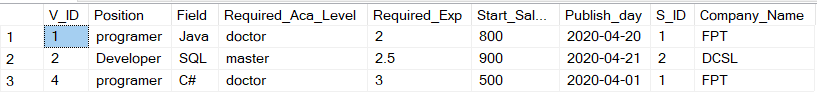 V_ID Position Field Required_Aca_Level Required_Exp Start_Sal... Publish_day S_ID Company_Name
1 1 programer Java doctor 2 800 2020-04-20 1 FPT
2 2 Developer SQL master 2.5 900 2020-04-21 2 DCSL
3 4 programer C# doctor 3 500 2020-04-01 1 FPT